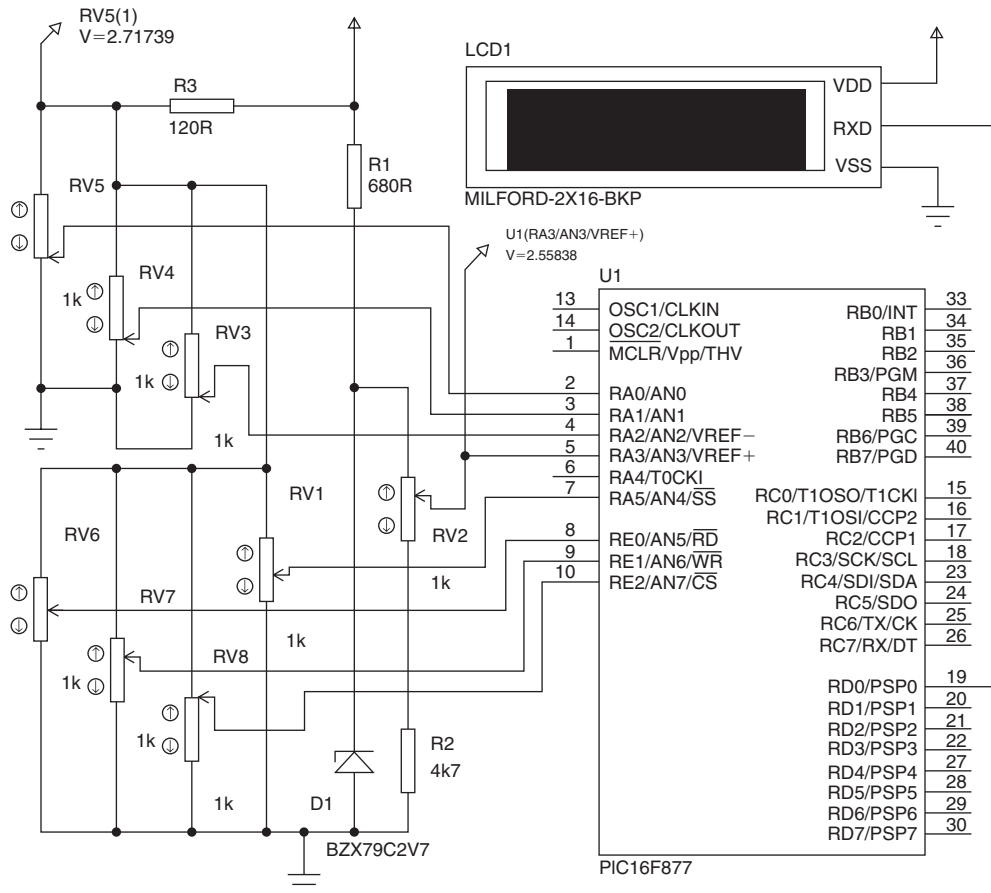 RV5(1)
V=2.71739
R3
120R
R1
680R
RV5
RV4
1k
RV3
1k
1k
LCD1
VDD
RXD
VSS
MILFORD-2X16-BKP
U1(RA3/AN3/VREF+)
V=2.55838
U1
13 OSC1/CLKIN
14 OSC2/CLKOUT
1 MCLR/Vpp/THV
2 RA0/AN0
3 RA1/AN1
4 RA2/AN2/VREF−
5 RA3/AN3/VREF+
6 RA4/T0CKI
7 RA5/AN4/SS
8 RE0/AN5/RD
9 RE1/AN6/WR
10 RE2/AN7/CS
RB0/INT 33
RB1 34
RB2 35
RB3/PGM 36
RB4 37
RB5 38
RB6/PGC 39
RB7/PGD 40
RC0/T1OSO/T1CKI 15
RC1/T1OSI/CCP2 16
RC2/CCP1 17
RC3/SCK/SCL 18
RC4/SDI/SDA 23
RC5/SDO 24
RC6/TX/CK 25
RC7/RX/DT 26
RD0/PSP0 19
RD1/PSP1 20
RD2/PSP2 21
RD3/PSP3 22
RD4/PSP4 27
RD5/PSP5 28
RD6/PSP6 29
RD7/PSP7 30
PIC16F877
RV1
RV2
1k
RV6
RV7
1k
RV8
1k
1k
1k
R2
4k7
D1
BZX79C2V7